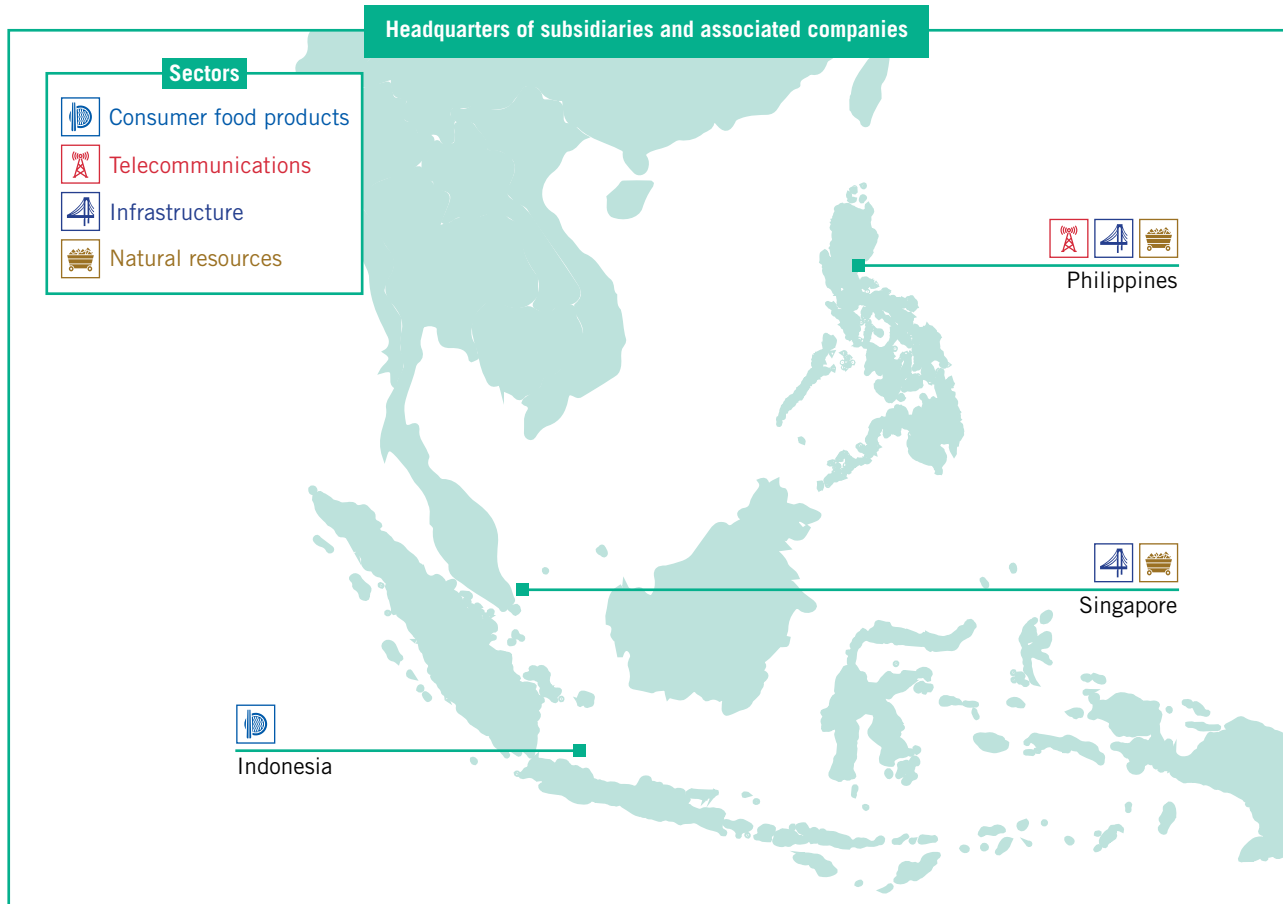 Headquarters of subsidiaries and associated companies
Sectors
Consumer food products
Telecommunications
Infrastructure
Natural resources
Philippines
Singapore
Indonesia